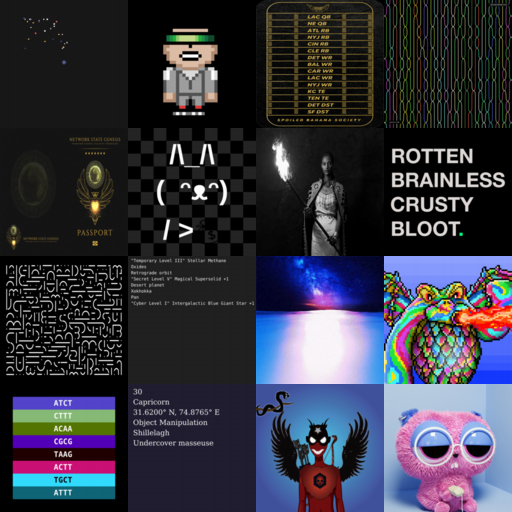 LAC QB
NE QB
ATL RB
NYJ RB
CIN RB
CLE RB
DET WR
BAL WR
CAR WR
LAC WR
NYJ WR
KC TE
TEN TE
DET DST
SF DST
SPOILER BANANA SOCIETY
NETWORK STATE GENESIS
PASSPORT
ROTTEN
BRAINLESS
CRUSTY
BLOOT.
"Temporary Level III" Stellar Methane
Oxides
Retrograde orbit
"Secret Level V" Magical Supersolid +1
Desert planet
Kokkokka
Pan
"Cyber Level I" Intergalactic Blue Giant Star +1
ATCT
CTTT
ACAA
CGCG
TAAG
ACTT
TGCT
ATTT
30
Capricorn
31.6200° N, 74.8765° E
Object Manipulation
Shillelagh
Undercover masseuse